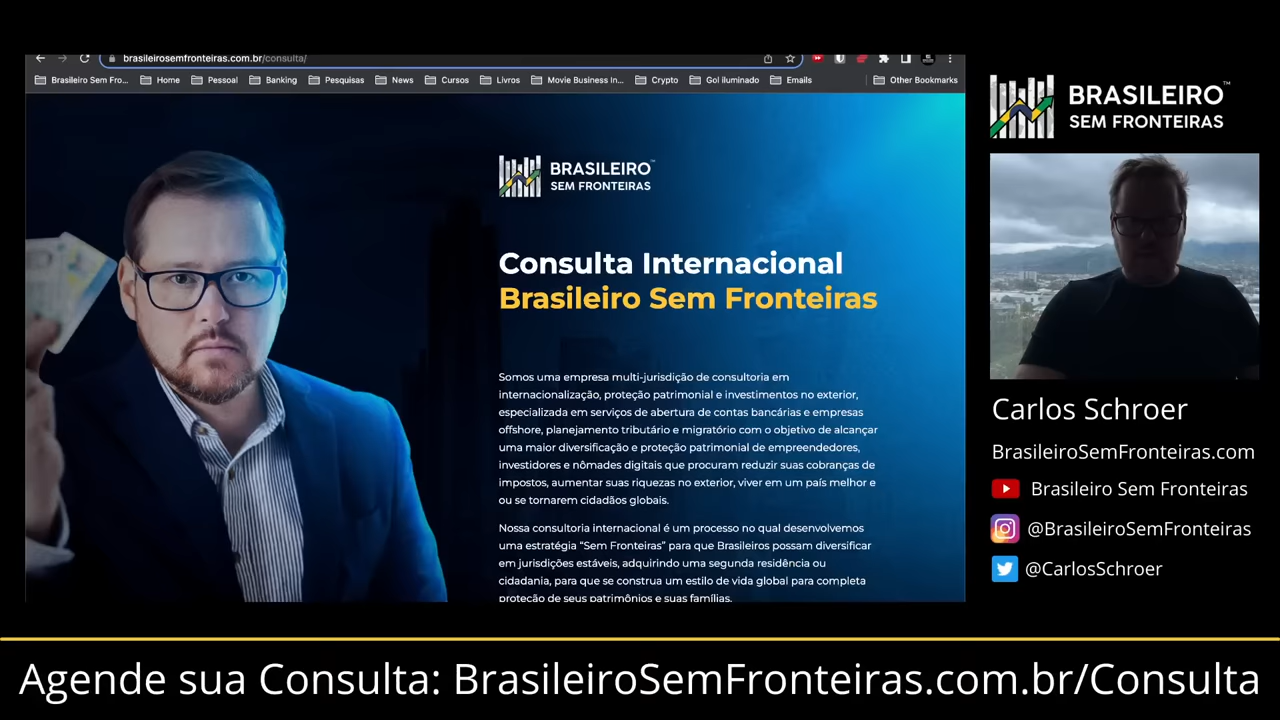 brasileirosemfronteiras.com.br/consulta/
Brasileiro Sem Fro...
Home
Pessoal
Banking
Pesquisas
News
Cursos
Livros
Movie Business In...
Crypto
Gol iluminado
Emails
Other Bookmarks
BRASILEIRO™
SEM FRONTEIRAS
Consulta Internacional
Brasileiro Sem Fronteiras
Somos uma empresa multi-jurisdição de consultoria em
internacionalização, proteção patrimonial e investimentos no exterior,
especializada em serviços de abertura de contas bancárias e empresas
offshore, planejamento tributário e migratório com o objetivo de alcançar
uma maior diversificação e proteção patrimonial de empreendedores,
investidores e nômades digitais que procuram reduzir suas cobranças de
impostos, aumentar suas riquezas no exterior, viver em um país melhor e
ou se tornarem cidadãos globais.
Nossa consultoria internacional é um processo no qual desenvolvemos
uma estratégia “Sem Fronteiras” para que Brasileiros possam diversificar
em jurisdições estáveis, adquirindo uma segunda residência ou
cidadania, para que se construa um estilo de vida global para completa
proteção de seus patrimônios e suas famílias.
BRASILEIRO™
SEM FRONTEIRAS
Carlos Schroer
BrasileiroSemFronteiras.com
Brasileiro Sem Fronteiras
@BrasileiroSemFronteiras
@CarlosSchroer
Agende sua Consulta: BrasileiroSemFronteiras.com.br/Consulta